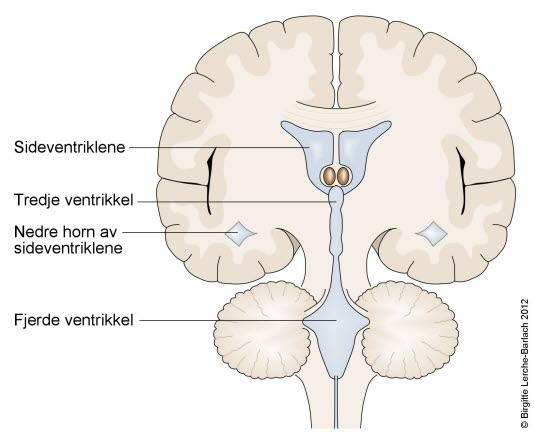 Sideventriklene
Tredje ventrikkel
Nedre horn av
sideventriklene
Fjerde ventrikkel
© Birgitte Lerche-Barlach 2012